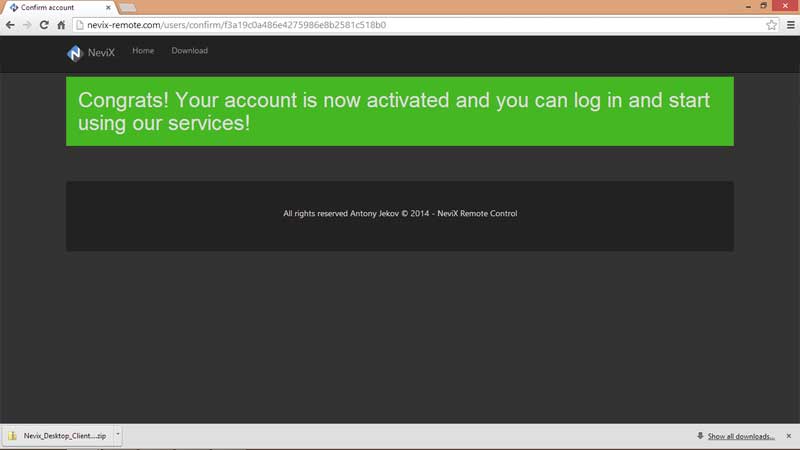 Confirm account
nevix-remote.com/users/confirm/f3a19c0a486e4275986e8b2581c518b0
NeviX Home Download
Congrats! Your account is now activated and you can log in and start
using our services!
All rights reserved Antony Jekov © 2014 - NeviX Remote Control
Nevix_Desktop_Client....zip Show all downloads...